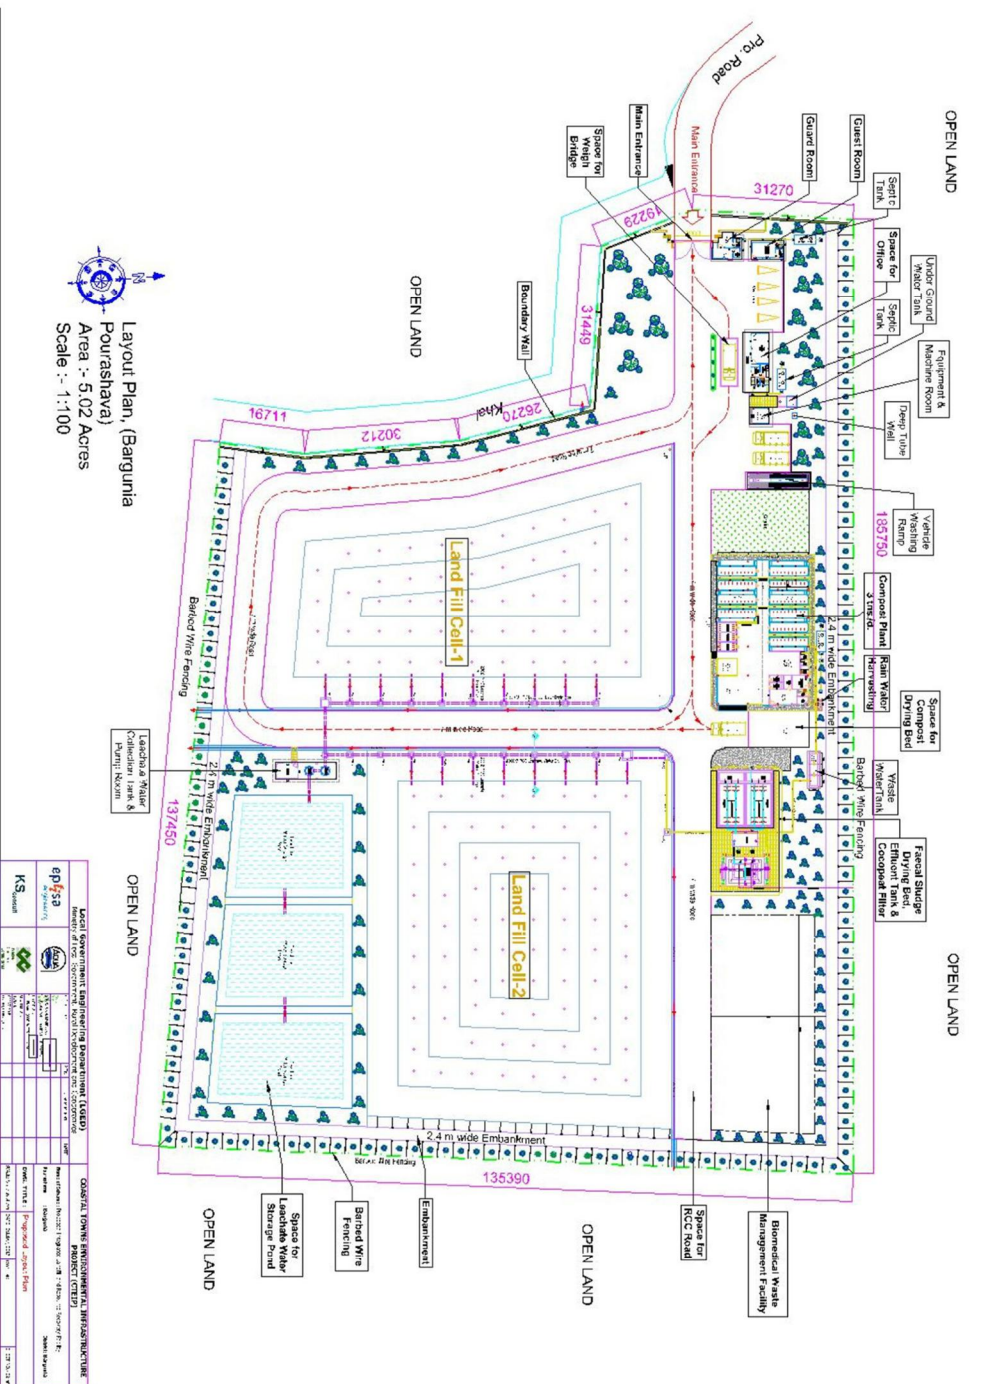 Pro. Road
Main Entrance
OPEN LAND
Main Entrance
Space for
Weigh
Bridge
Guard Room
Guest Room
Septic
Tank
Space for
Office
Under Ground
Water Tank
Septic
Tank
Equipment &
Machine Room
Deep Tube
Well
Vehicle
Washing
Ramp
Compost Plant
2.4 m wide Embankment
Rain Water
Harvesting
Space for
Compost
Drying Bed
Waste
Water Tank
Barbed Wire Fencing
Faecal Sludge
Drying Bed,
Effluent Tank &
Cocopeat Filter
OPEN LAND
31270
19229
31449
26270
30212
16711
185750
137450
135390
OPEN LAND
Boundary Wall
Khal
Land Fill Cell-1
Land Fill Cell-2
Barbed Wire Fencing
Leachate Water
Collection Tank &
Pump Room
2.4 m wide Embankment
OPEN LAND
2.4 m wide Embankment
OPEN LAND
Space for
Leachate Water
Storage Pond
Barbed Wire
Fencing
Embankment
OPEN LAND
Space for
RCC Road
Biomedical Waste
Management Facility
N
Layout Plan, (Bargunia
Pourashava)
Area :- 5.02 Acres
Scale :- 1:100
eptisa
KS
Local Government Engineering Department (LGED)
COASTAL TOWNS ENVIRONMENTAL INFRASTRUCTURE
PROJECT (CTEIP)
Proposed Layout Plan